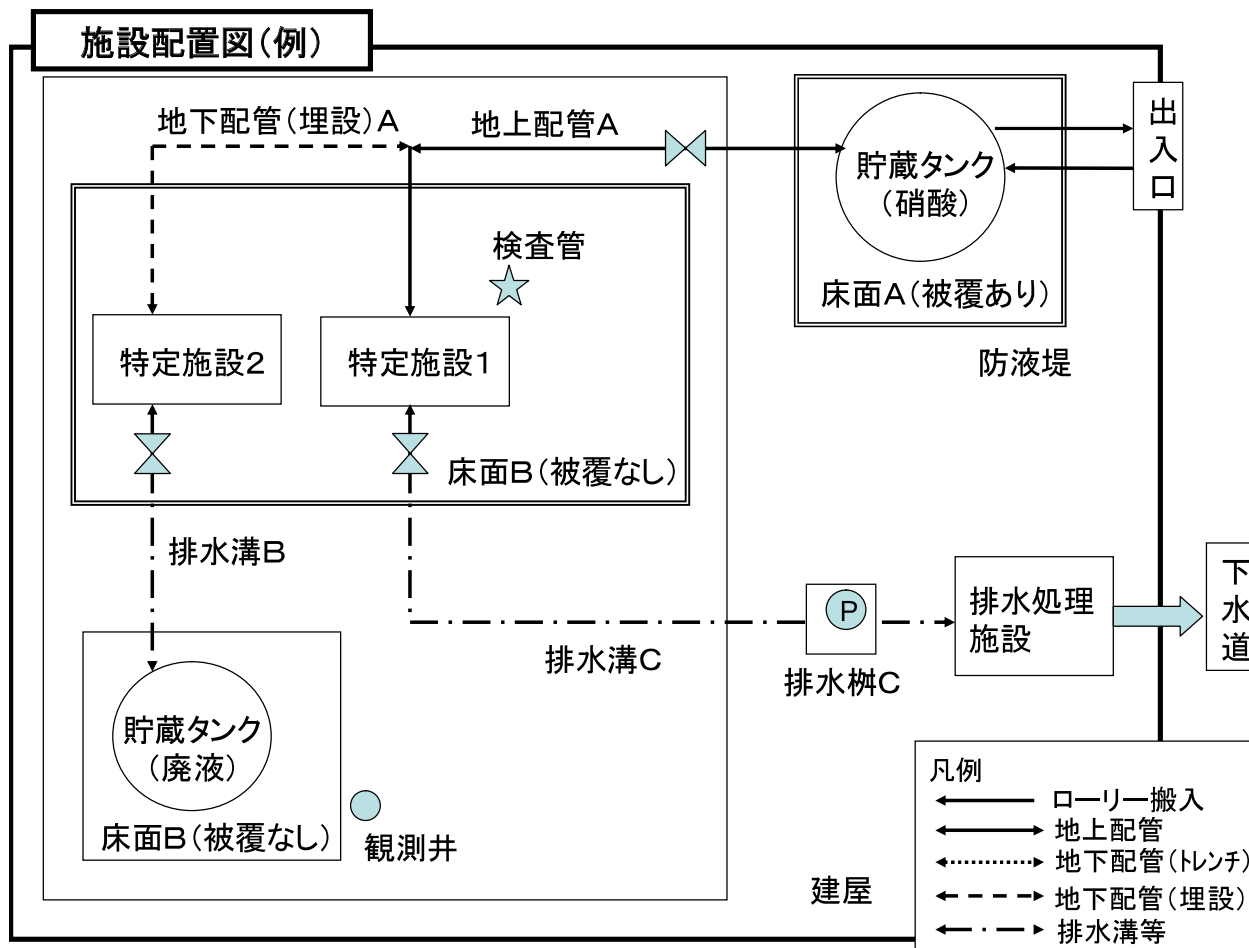 施設配置図(例)
地下配管(埋設)A
地上配管A
貯蔵タンク
(硝酸)
出入口
検査管
床面A(被覆あり)
特定施設2
特定施設1
防液堤
床面B(被覆なし)
排水溝B
排水溝C
P
排水桝C
排水処理
施設
下水道
貯蔵タンク
(廃液)
床面B(被覆なし)
観測井
建屋
凡例
ローリー搬入
地上配管
地下配管(トレンチ)
地下配管(埋設)
排水溝等